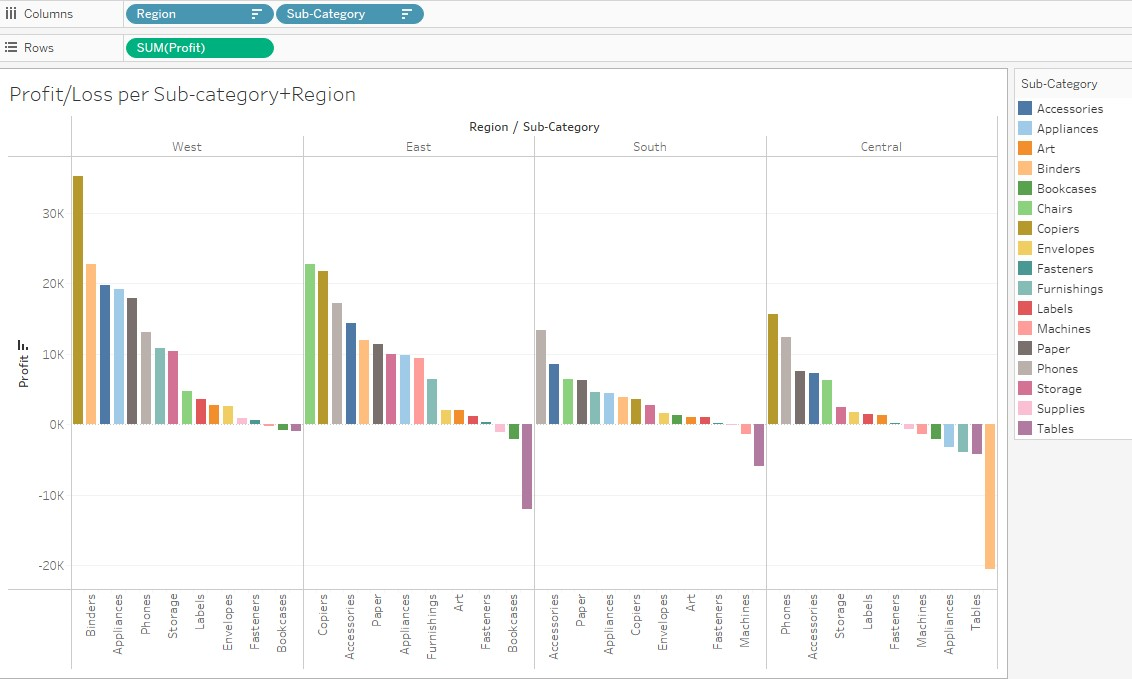 Columns
Region
Sub-Category
Rows
SUM(Profit)
Profit/Loss per Sub-category+Region
Region / Sub-Category
West
East
South
Central
Profit
30K
20K
10K
0K
-10K
-20K
Binders
Appliances
Phones
Storage
Labels
Envelopes
Fasteners
Bookcases
Copiers
Accessories
Paper
Appliances
Furnishings
Art
Fasteners
Bookcases
Accessories
Paper
Appliances
Copiers
Envelopes
Art
Fasteners
Machines
Phones
Accessories
Storage
Labels
Fasteners
Machines
Appliances
Tables
Sub-Category
Accessories
Appliances
Art
Binders
Bookcases
Chairs
Copiers
Envelopes
Fasteners
Furnishings
Labels
Machines
Paper
Phones
Storage
Supplies
Tables